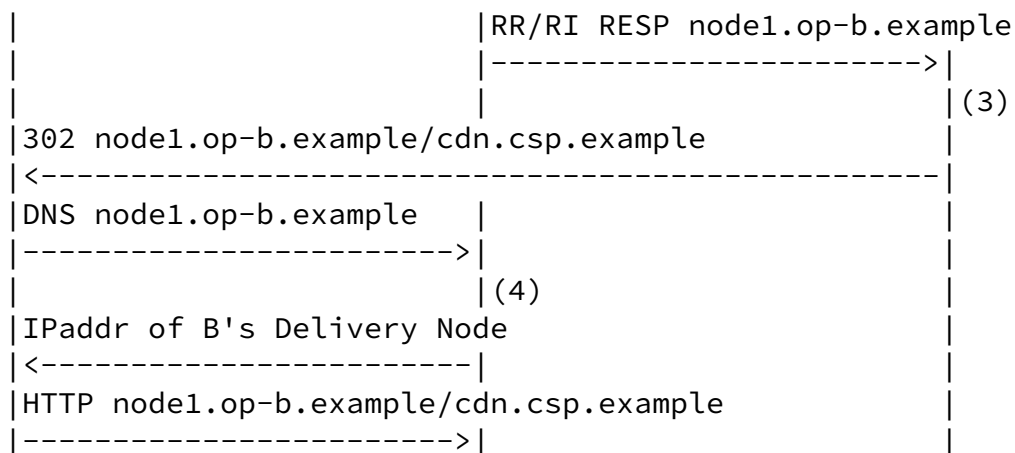 |                         |RR/RI RESP node1.op-b.example
|                         |------------------------>|
|                         |                         |(3)
|302 node1.op-b.example/cdn.csp.example             |
|<--------------------------------------------------|
|DNS node1.op-b.example   |                         |
|------------------------>|                         |
|                         |(4)                      |
|IPaddr of B's Delivery Node                        |
|<------------------------|                         |
|HTTP node1.op-b.example/cdn.csp.example            |
|------------------------>|                         |